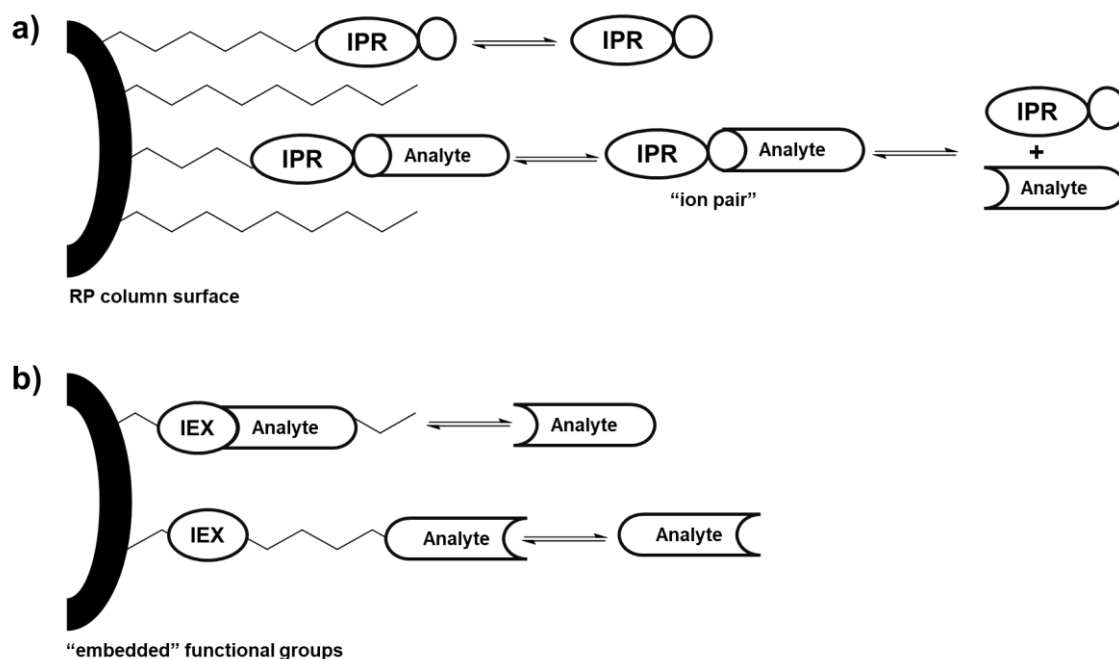 a)
IPR
IPR
IPR
IPR Analyte
IPR Analyte
+
Analyte
“ion pair”
RP column surface
b)
IEX Analyte
Analyte
IEX
Analyte
Analyte
“embedded” functional groups